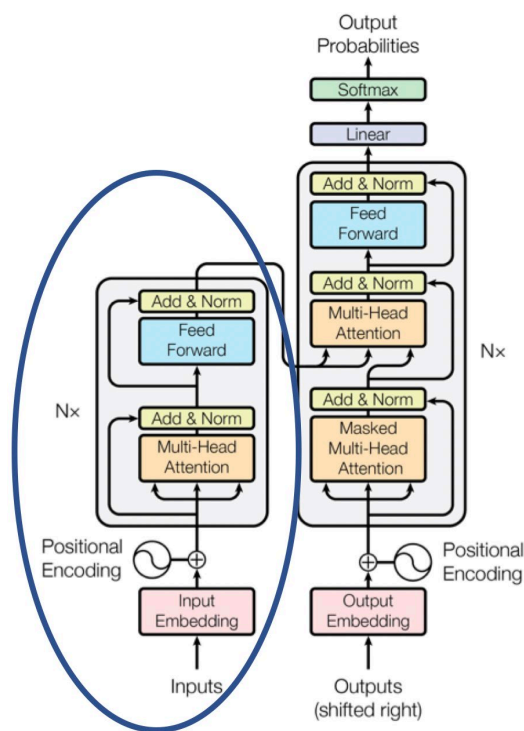 Output
Probabilities
Softmax
Linear
Add & Norm
Feed
Forward
Add & Norm
Multi-Head
Attention
Nx
Add & Norm
Masked
Multi-Head
Attention
Positional
Encoding
Output
Embedding
Outputs
(shifted right)
Add & Norm
Feed
Forward
Nx
Add & Norm
Multi-Head
Attention
Positional
Encoding
Input
Embedding
Inputs